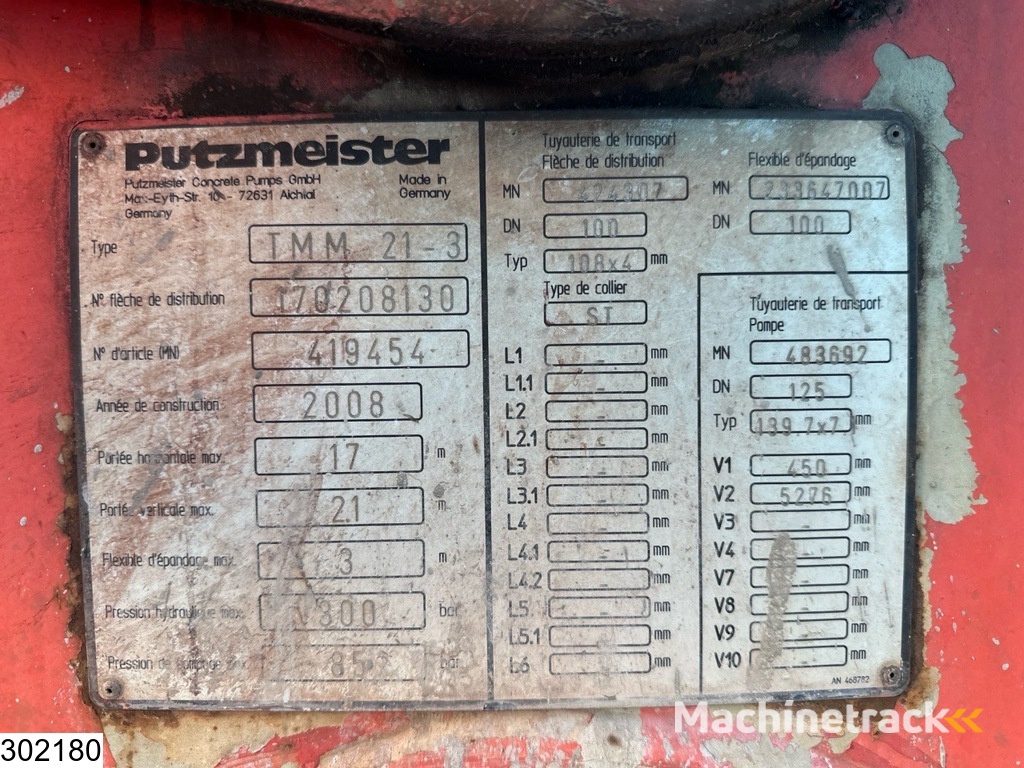 Putzmeister
Putzmeister Concrete Pumps GmbH
Max-Eyth-Str. 10 - 72631 Aichtal
Germany
Made in
Germany
Type TMM 21-3
N° flèche de distribution 170208130
N° d'article (MN) 419454
Année de construction 2008
Portée horizontale max. 17 m
Portée verticale max. 21 m
Flexible d'épandage max. 3 m
Pression hydraulique max. 300 bar
Pression de pompage max. 85 bar
Tuyauterie de transport
Flèche de distribution
MN 424307
DN 100
Typ 108x4 mm
Type de collier
ST
L1 - mm
L1.1 - mm
L2 - mm
L2.1 - mm
L3 - mm
L3.1 - mm
L4 - mm
L4.1 - mm
L4.2 - mm
L5 - mm
L5.1 - mm
L6 - mm
Flexible d'épandage
MN 233647007
DN 100
Tuyauterie de transport
Pompe
MN 483692
DN 125
Typ 139.7x7 mm
V1 450 mm
V2 5276 mm
V3 - mm
V4 - mm
V7 - mm
V8 - mm
V9 - mm
V10 - mm
AN 468782
Machinetrack
302180